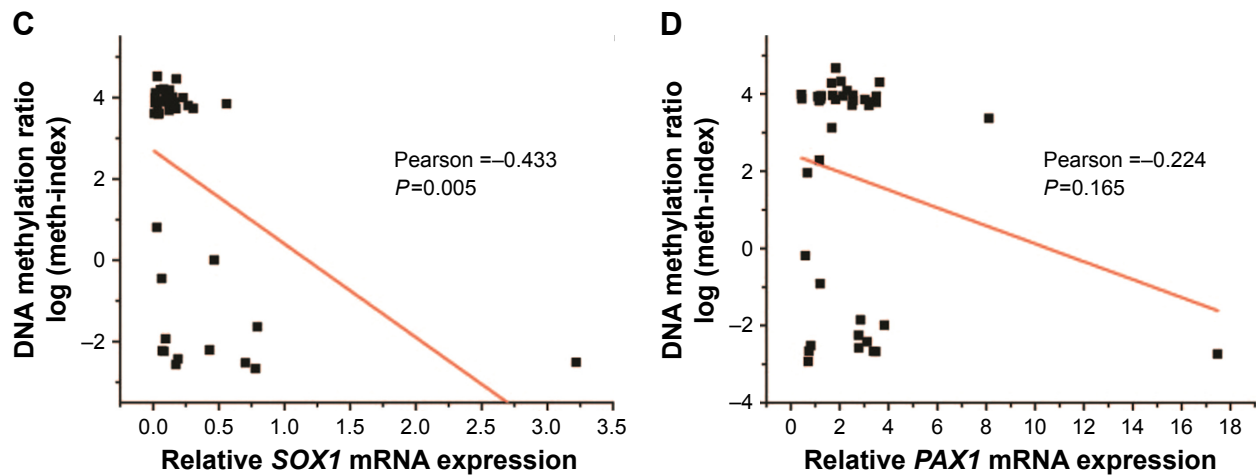 C
DNA methylation ratio
log (meth-index)
4
2
0
–2
0.0 0.5 1.0 1.5 2.0 2.5 3.0 3.5
Relative SOX1 mRNA expression
Pearson =–0.433
P=0.005
D
DNA methylation ratio
log (meth-index)
4
2
0
–2
–4
0 2 4 6 8 10 12 14 16 18
Relative PAX1 mRNA expression
Pearson =–0.224
P=0.165